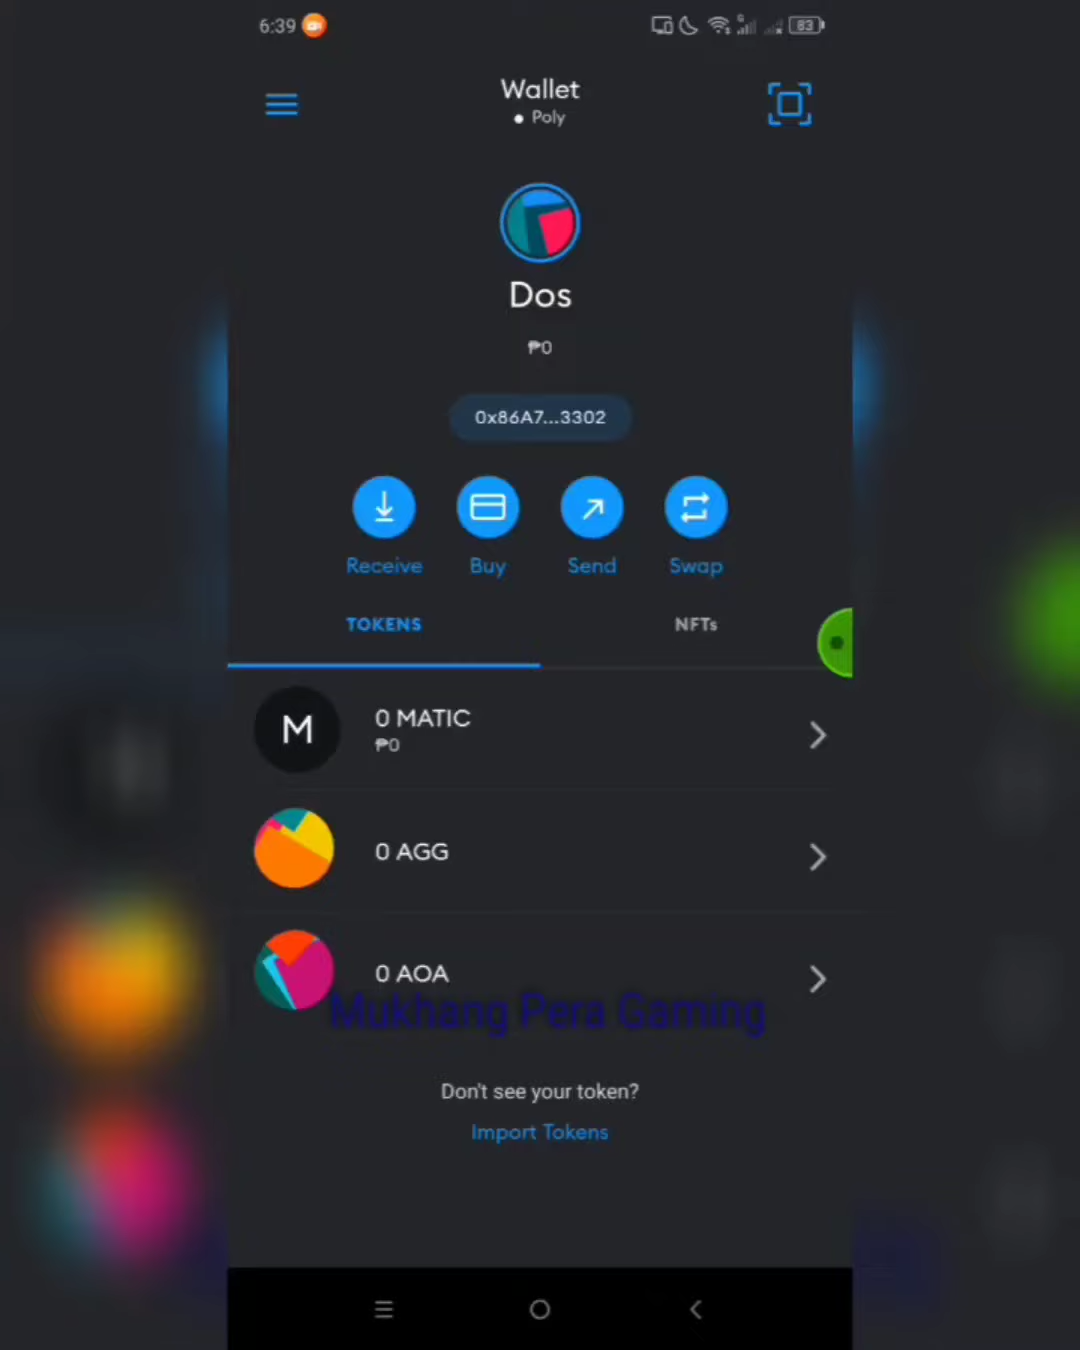 6:39
83
Wallet
Poly
Dos
₱0
0x86A7...3302
Receive
Buy
Send
Swap
TOKENS
NFTs
M
0 MATIC
₱0
0 AGG
0 AOA
Mukhang Pera Gaming
Don't see your token?
Import Tokens